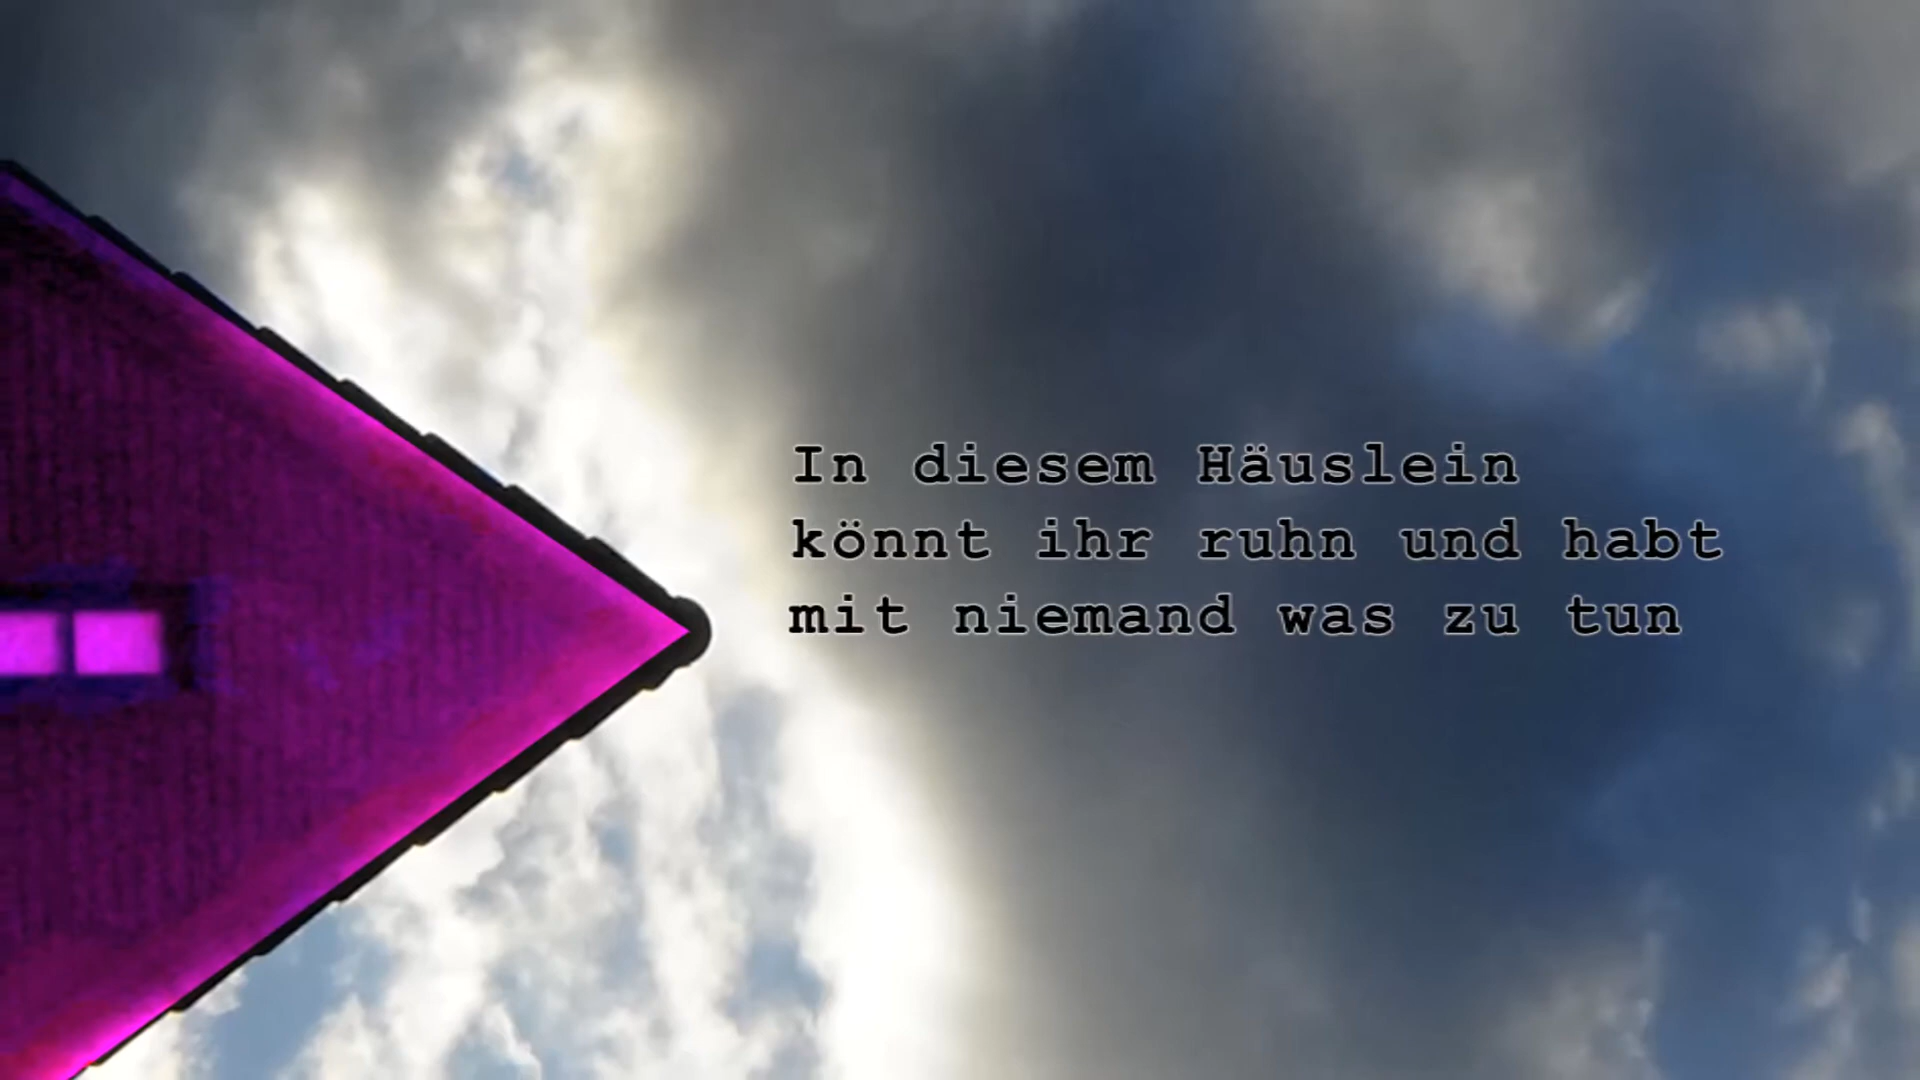 In diesem Häuslein
könnt ihr ruhn und habt
mit niemand was zu tun